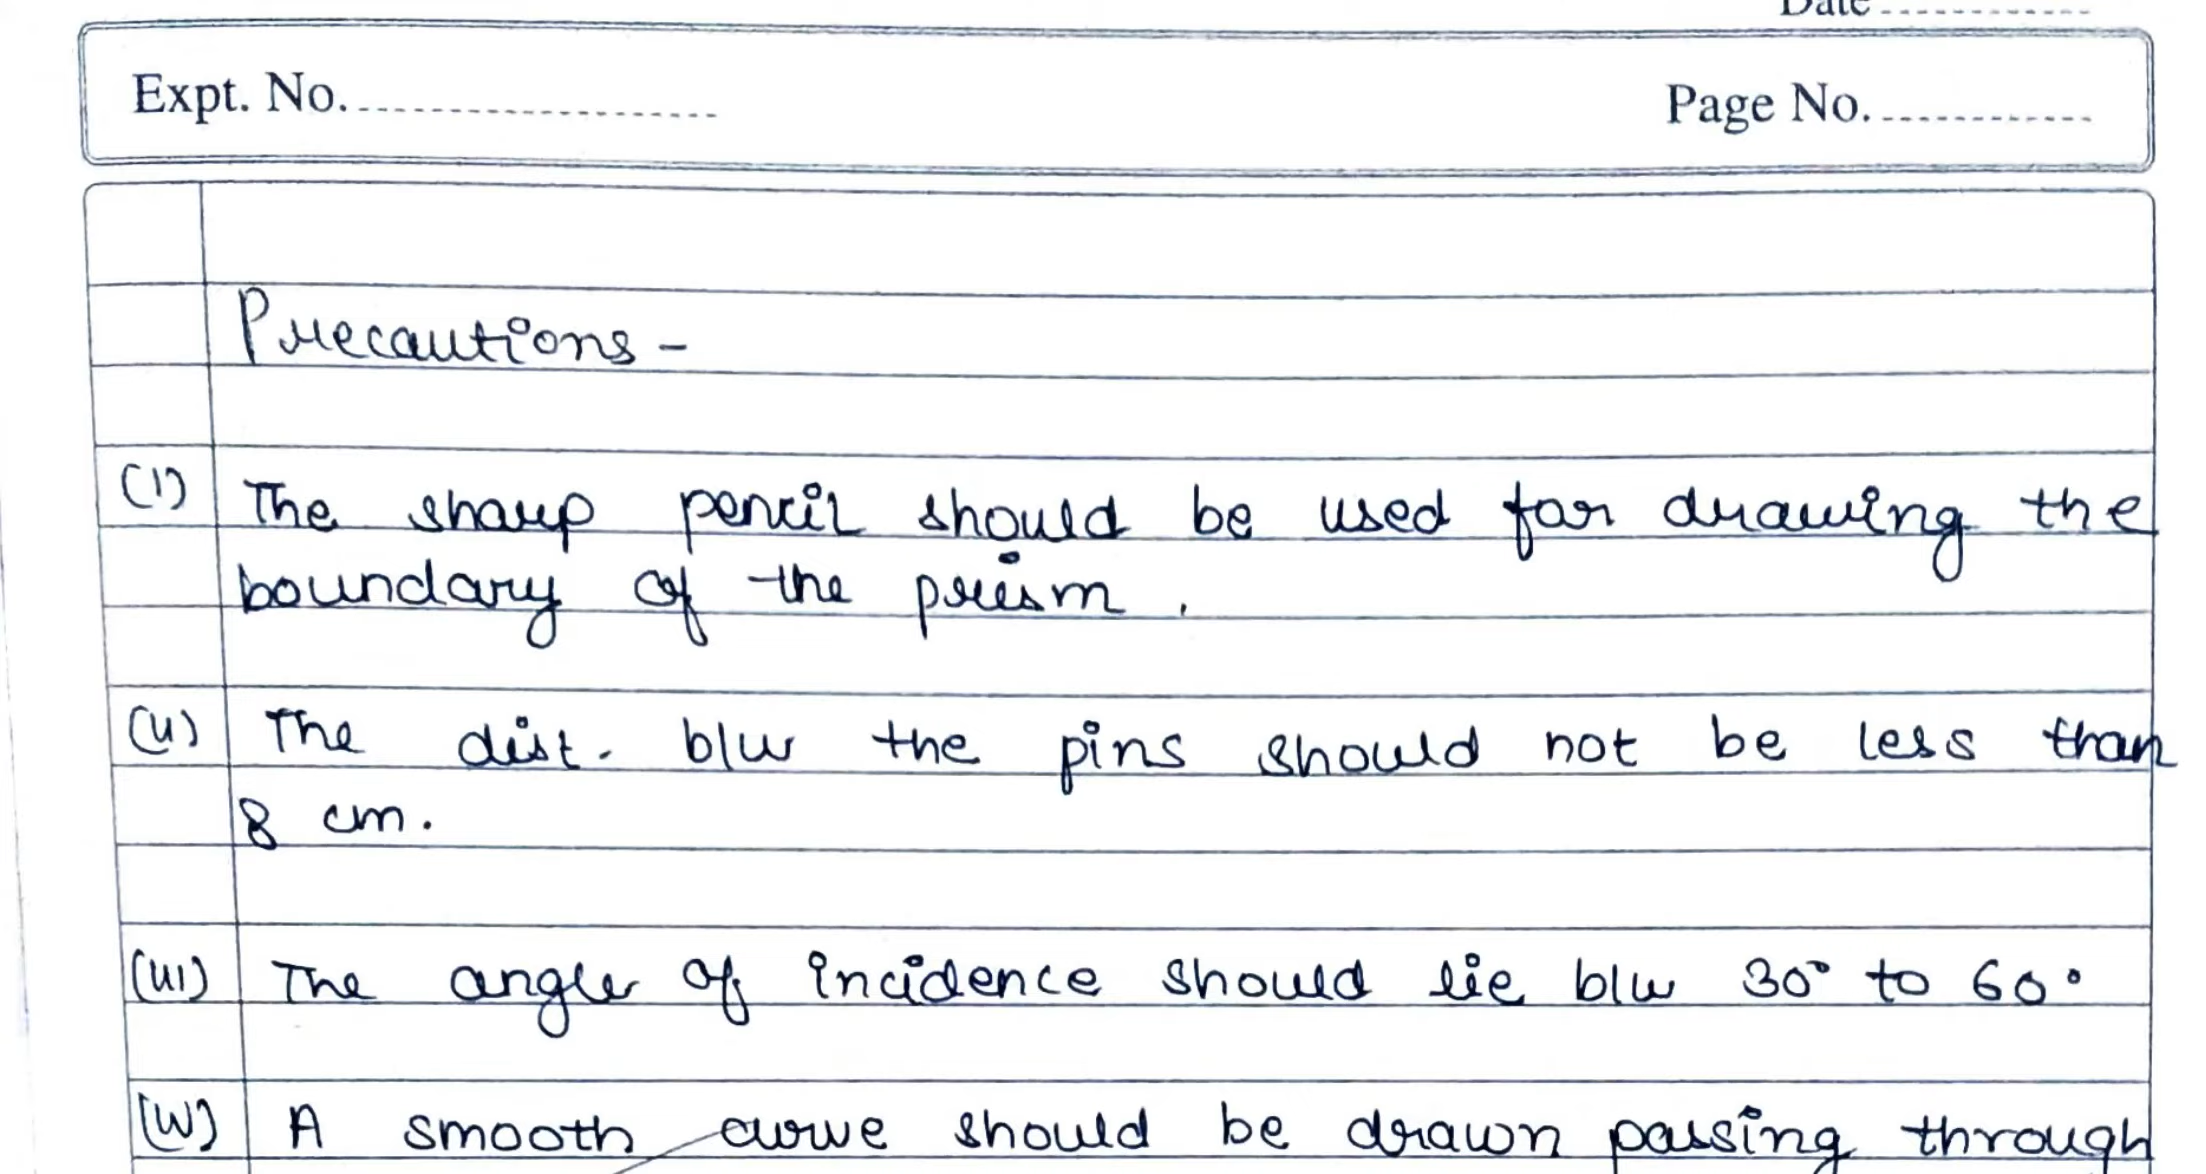 Date
Expt. No.
Page No.
Precautions -
(I) The sharp pencil should be used for drawing the
boundary of the prism.
(II) The dist. b/w the pins should not be less than
8 cm.
(III) The angle of incidence should lie b/w 30° to 60°
(IV) A smooth curve should be drawn passing through